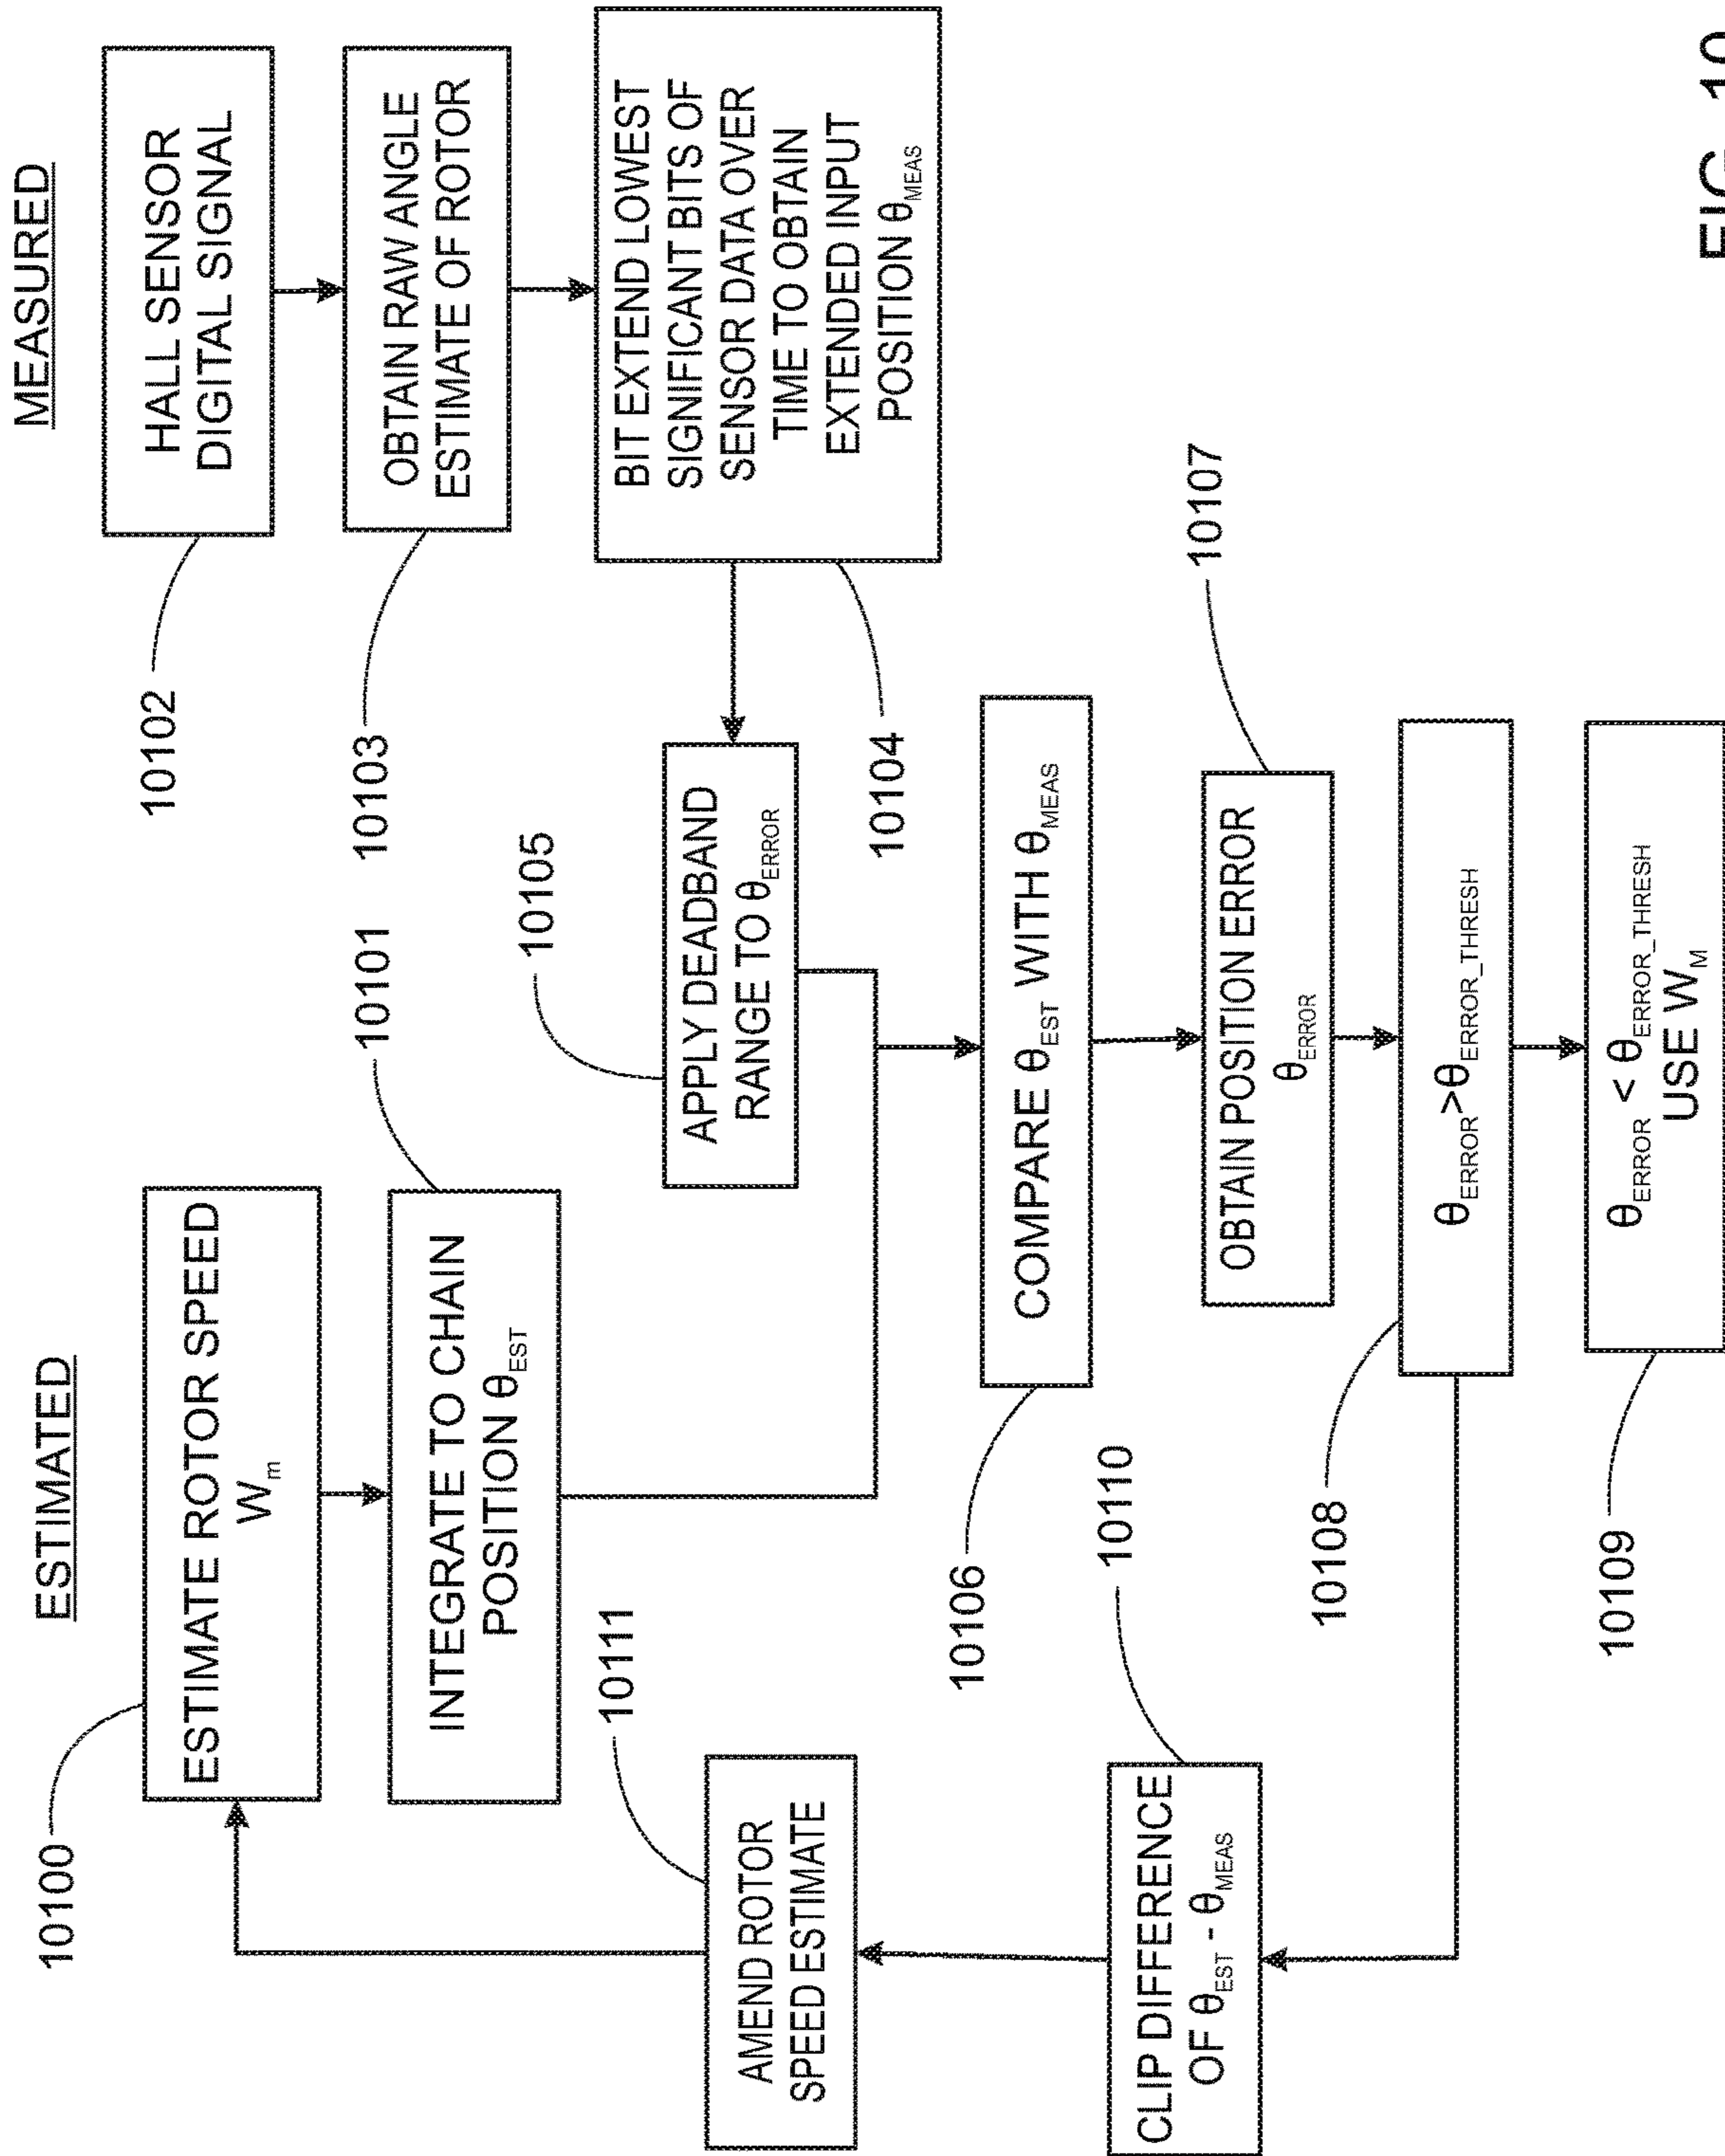 ESTIMATED
MEASURED
10100
ESTIMATE ROTOR SPEED
Wm
10102
HALL SENSOR
DIGITAL SIGNAL
10101
INTEGRATE TO CHAIN
POSITION θEST
10103
OBTAIN RAW ANGLE
ESTIMATE OF ROTOR
BIT EXTEND LOWEST
SIGNIFICANT BITS OF
SENSOR DATA OVER
TIME TO OBTAIN
EXTENDED INPUT
POSITION θMEAS
10104
10105
APPLY DEADBAND
RANGE TO θERROR
10111
AMEND ROTOR
SPEED ESTIMATE
10106
COMPARE θEST WITH θMEAS
10107
OBTAIN POSITION ERROR
θERROR
10110
CLIP DIFFERENCE
OF θEST - θMEAS
10108
θERROR>θERROR_THRESH
10109
θERROR < θERROR_THRESH
USE WM